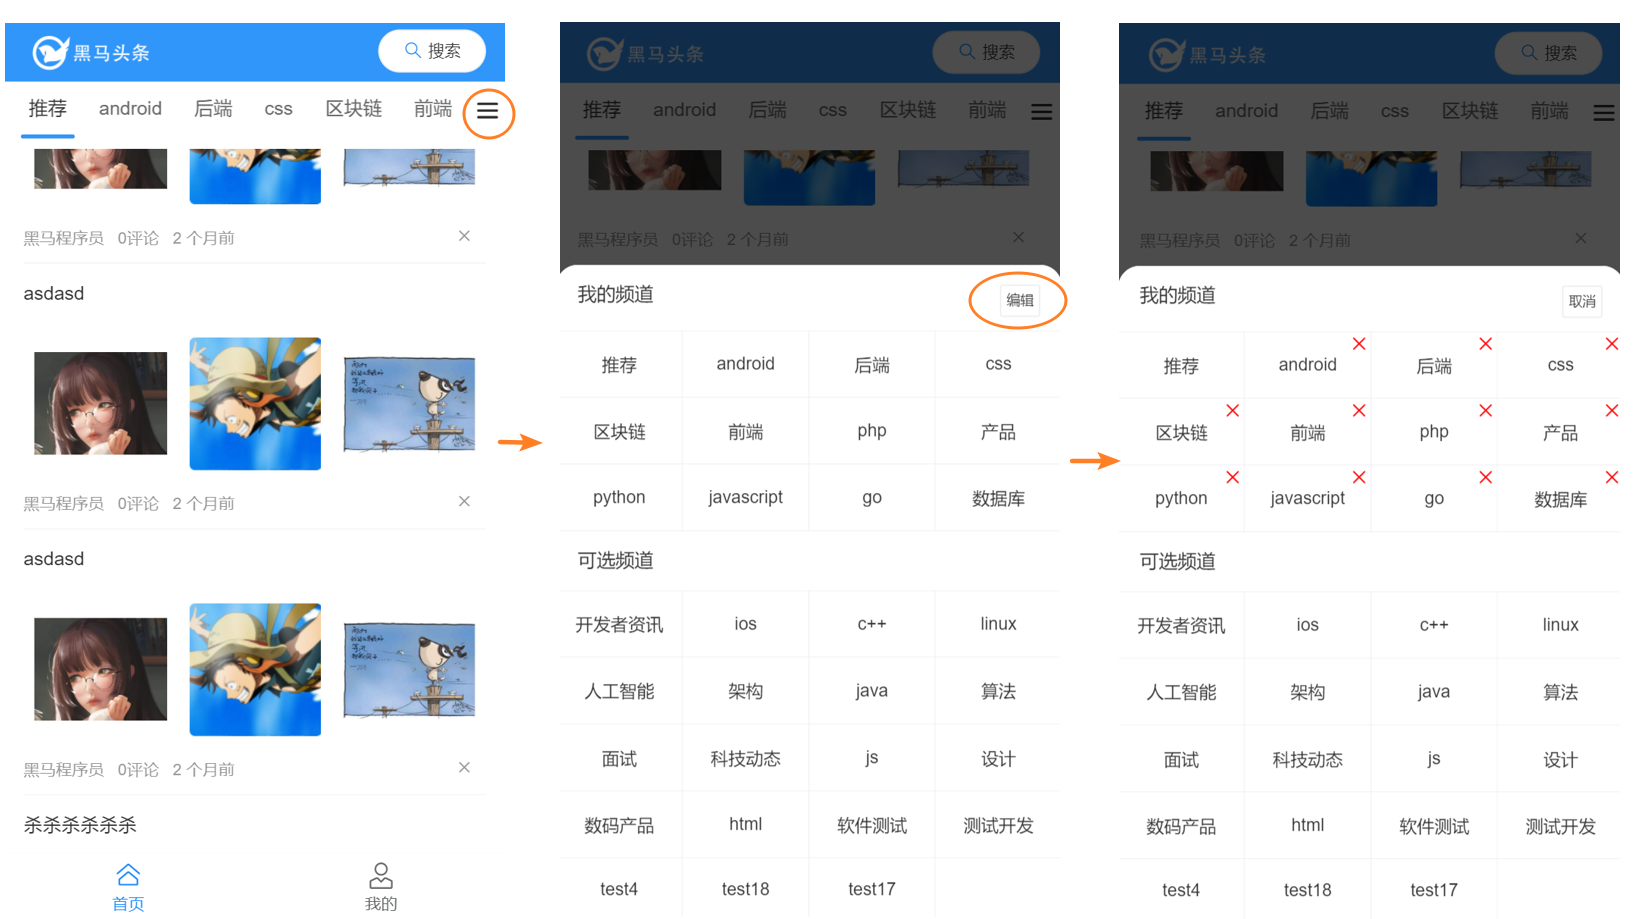 黑马头条
搜索
推荐 android 后端 css 区块链 前端
黑马程序员 0评论 2 个月前
asdasd
黑马程序员 0评论 2 个月前
asdasd
黑马程序员 0评论 2 个月前
杀杀杀杀杀杀
首页 我的
黑马头条
搜索
推荐 android 后端 css 区块链 前端
黑马程序员 0评论 2 个月前
我的频道 编辑
推荐 android 后端 css
区块链 前端 php 产品
python javascript go 数据库
可选频道
开发者资讯 ios c++ linux
人工智能 架构 java 算法
面试 科技动态 js 设计
数码产品 html 软件测试 测试开发
test4 test18 test17
黑马头条
搜索
推荐 android 后端 css 区块链 前端
黑马程序员 0评论 2 个月前
我的频道 取消
推荐 android 后端 css
区块链 前端 php 产品
python javascript go 数据库
可选频道
开发者资讯 ios c++ linux
人工智能 架构 java 算法
面试 科技动态 js 设计
数码产品 html 软件测试 测试开发
test4 test18 test17